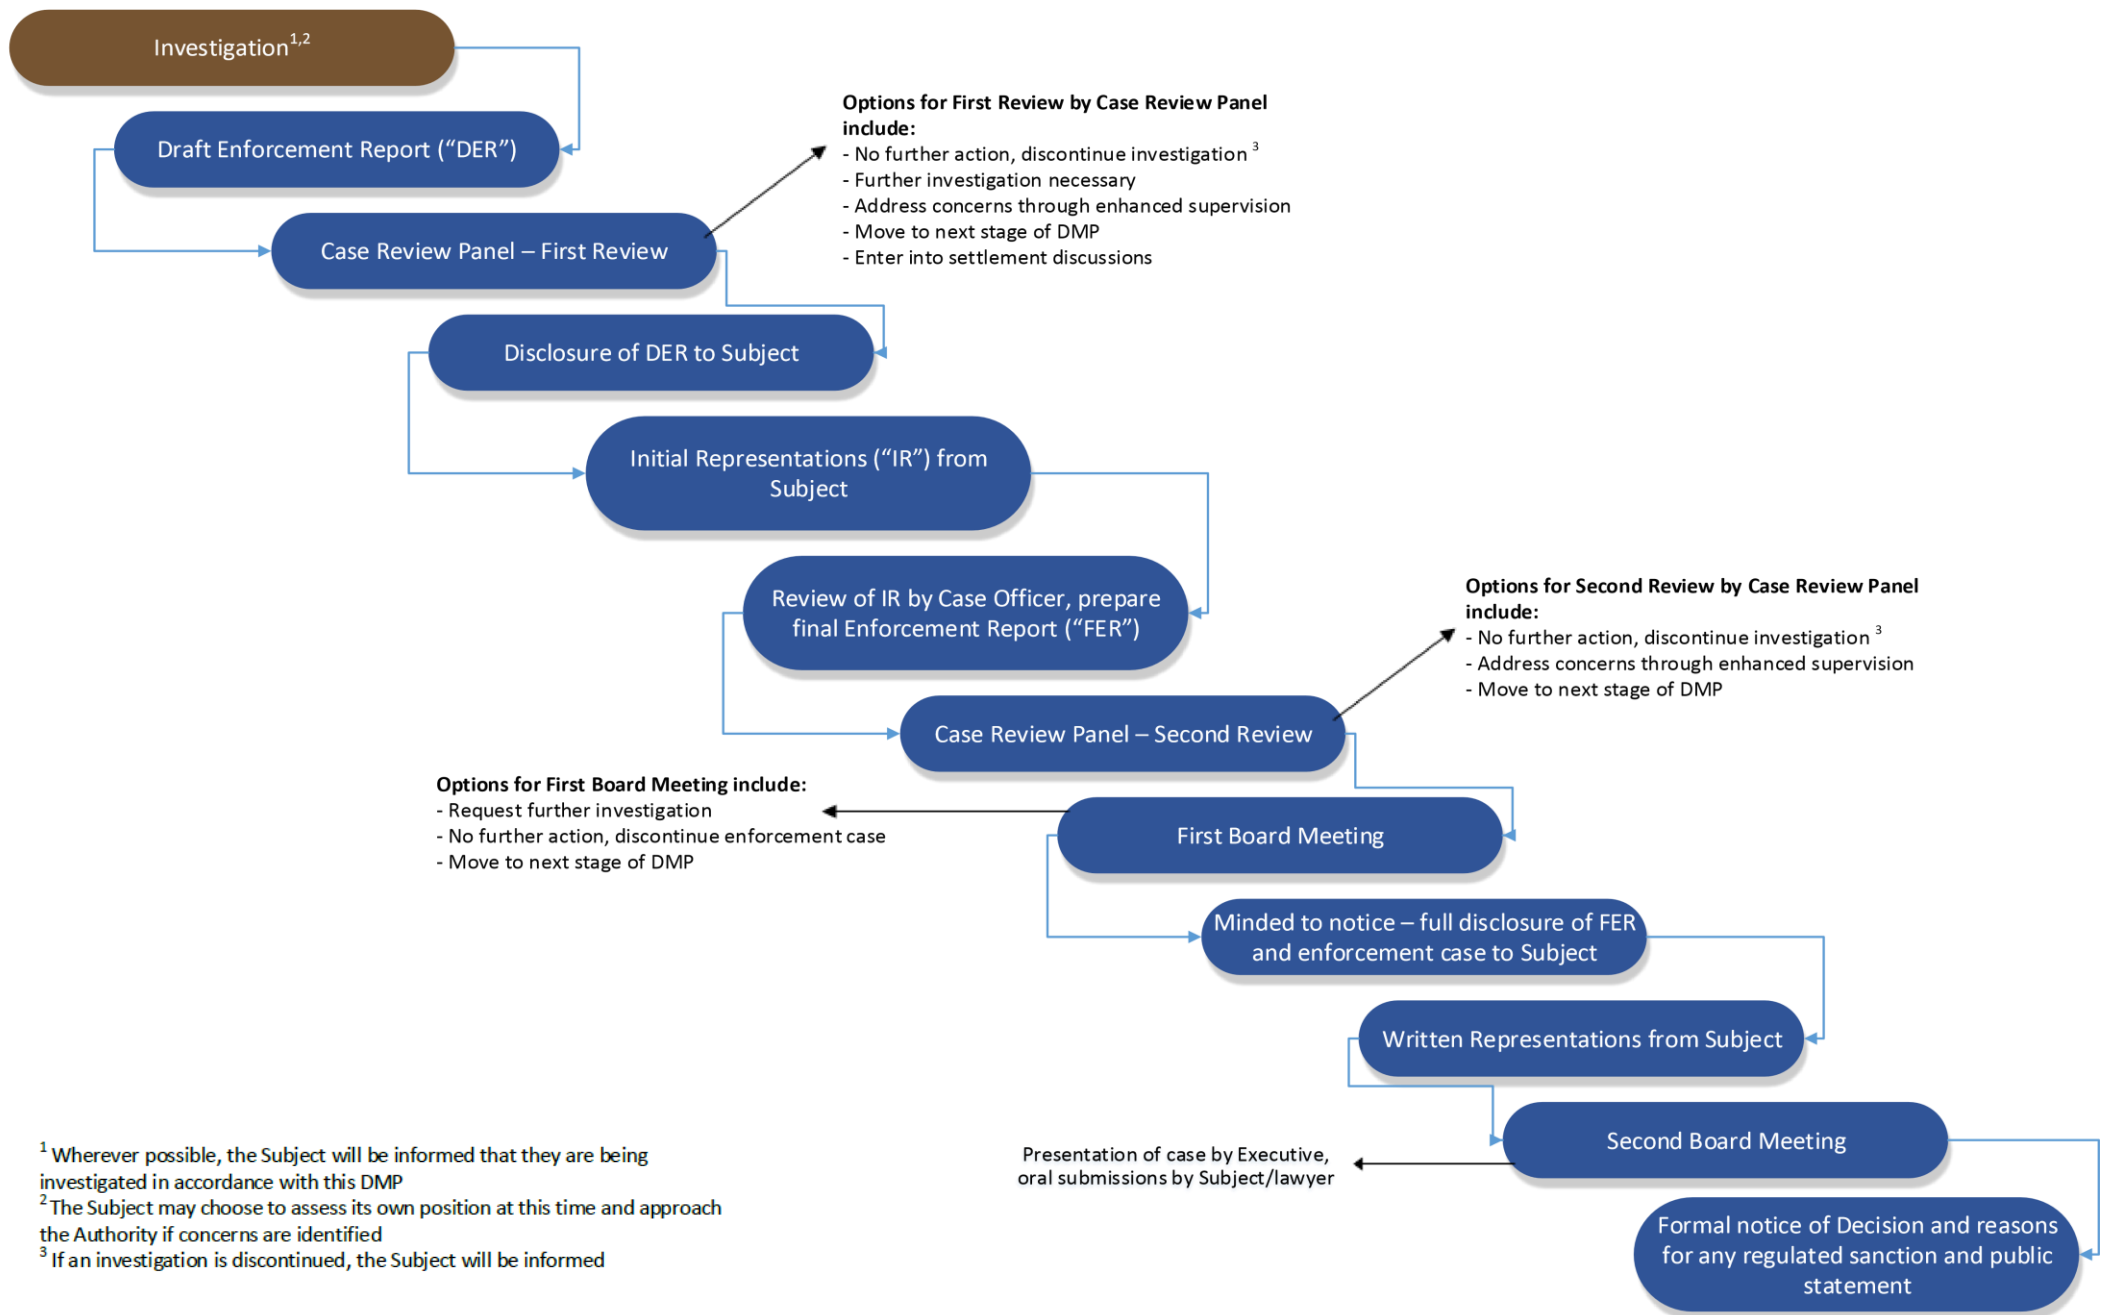 Investigation1,2
Draft Enforcement Report (“DER”)
Options for First Review by Case Review Panel
include:
- No further action, discontinue investigation 3
- Further investigation necessary
- Address concerns through enhanced supervision
- Move to next stage of DMP
- Enter into settlement discussions
Case Review Panel – First Review
Disclosure of DER to Subject
Initial Representations (“IR”) from
Subject
Review of IR by Case Officer, prepare
final Enforcement Report (“FER”)
Options for Second Review by Case Review Panel
include:
- No further action, discontinue investigation 3
- Address concerns through enhanced supervision
- Move to next stage of DMP
Case Review Panel – Second Review
Options for First Board Meeting include:
- Request further investigation
- No further action, discontinue enforcement case
- Move to next stage of DMP
First Board Meeting
Minded to notice – full disclosure of FER
and enforcement case to Subject
Written Representations from Subject
Second Board Meeting
Presentation of case by Executive,
oral submissions by Subject/lawyer
Formal notice of Decision and reasons
for any regulated sanction and public
statement
1 Wherever possible, the Subject will be informed that they are being
investigated in accordance with this DMP
2 The Subject may choose to assess its own position at this time and approach
the Authority if concerns are identified
3 If an investigation is discontinued, the Subject will be informed